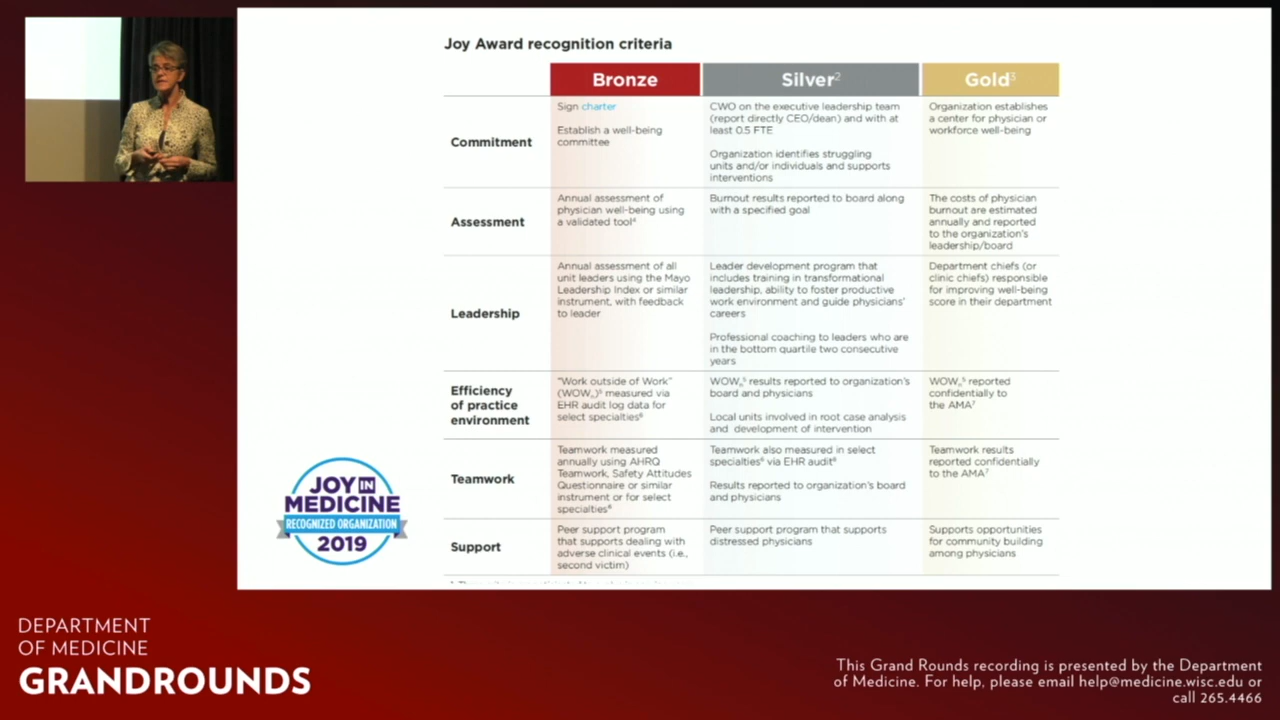 Joy Award recognition criteria
Bronze
Silver2
Gold3
Commitment
Sign charter
Establish a well-being
committee
CWO on the executive leadership team
(report directly CEO/dean) and with at
least 0.5 FTE
Organization identifies struggling
units and/or individuals and supports
interventions
Organization establishes
a center for physician or
workforce well-being
Assessment
Annual assessment of
physician well-being using
a validated tool4
Burnout results reported to board along
with a specified goal
The costs of physician
burnout are estimated
annually and reported
to the organization's
leadership/board
Leadership
Annual assessment of all
unit leaders using the Mayo
Leadership Index or similar
instrument, with feedback
to leader
Leader development program that
includes training in transformational
leadership, ability to foster productive
work environment and guide physicians'
careers
Professional coaching to leaders who are
in the bottom quartile two consecutive
years
Department chiefs (or
clinic chiefs) responsible
for improving well-being
score in their department
Efficiency
of practice
environment
"Work outside of Work"
(WOW8)5 measured via
EHR audit log data for
select specialties6
WOW85 results reported to organization's
board and physicians
Local units involved in root case analysis
and development of intervention
WOW85 reported
confidentially to
the AMA7
Teamwork
Teamwork measured
annually using AHRQ
Teamwork, Safety Attitudes
Questionnaire or similar
instrument or for select
specialties6
Teamwork also measured in select
specialties6 via EHR audit6
Results reported to organization's board
and physicians
Teamwork results
reported confidentially
to the AMA7
Support
Peer support program
that supports dealing with
adverse clinical events (i.e.,
second victim)
Peer support program that supports
distressed physicians
Supports opportunities
for community building
among physicians
JOY IN
MEDICINE
RECOGNIZED ORGANIZATION
2019
DEPARTMENT
OF MEDICINE
GRANDROUNDS
This Grand Rounds recording is presented by the Department
of Medicine. For help, please email help@medicine.wisc.edu or
call 265.4466